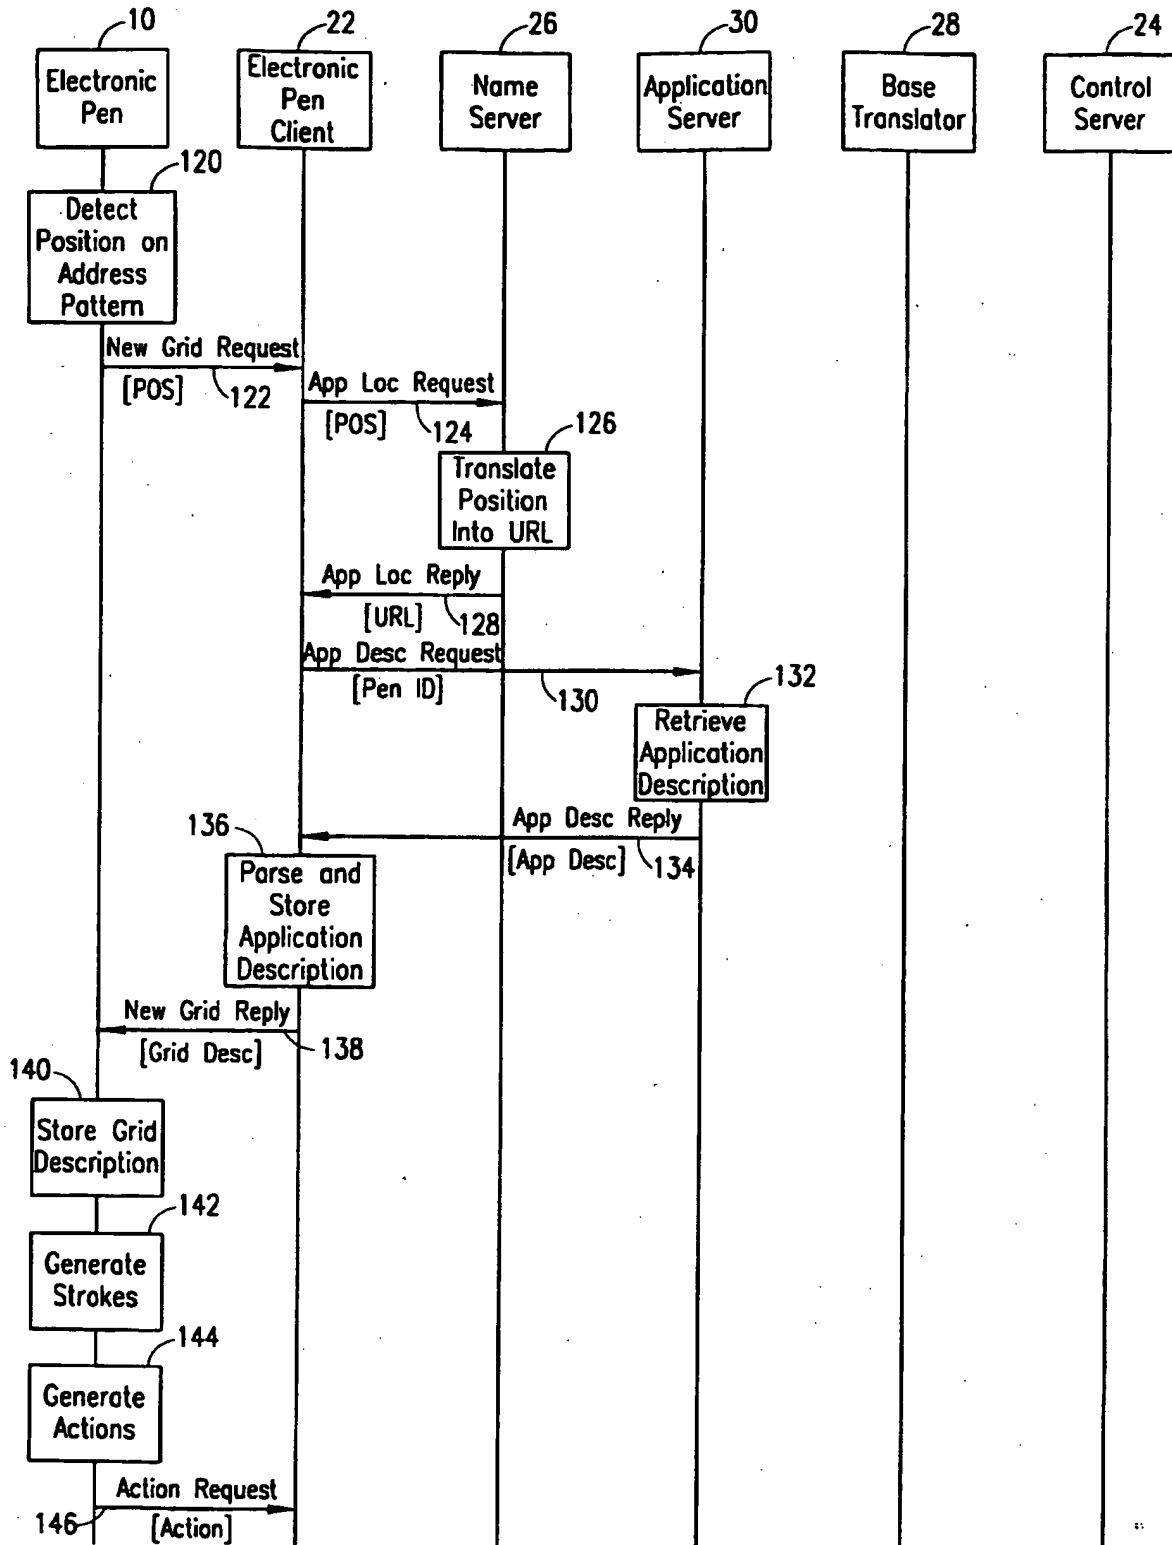 10
22
26
30
28
24
Electronic
Pen
Electronic
Pen
Client
Name
Server
Application
Server
Base
Translator
Control
Server
120
Detect
Position on
Address
Pattern
New Grid Request
[POS]
122
App Loc Request
[POS]
124
126
Translate
Position
Into URL
App Loc Reply
[URL]
128
App Desc Request
[Pen ID]
130
132
Retrieve
Application
Description
App Desc Reply
[App Desc]
134
136
Parse and
Store
Application
Description
New Grid Reply
[Grid Desc]
138
140
Store Grid
Description
142
Generate
Strokes
144
Generate
Actions
Action Request
146
[Action]